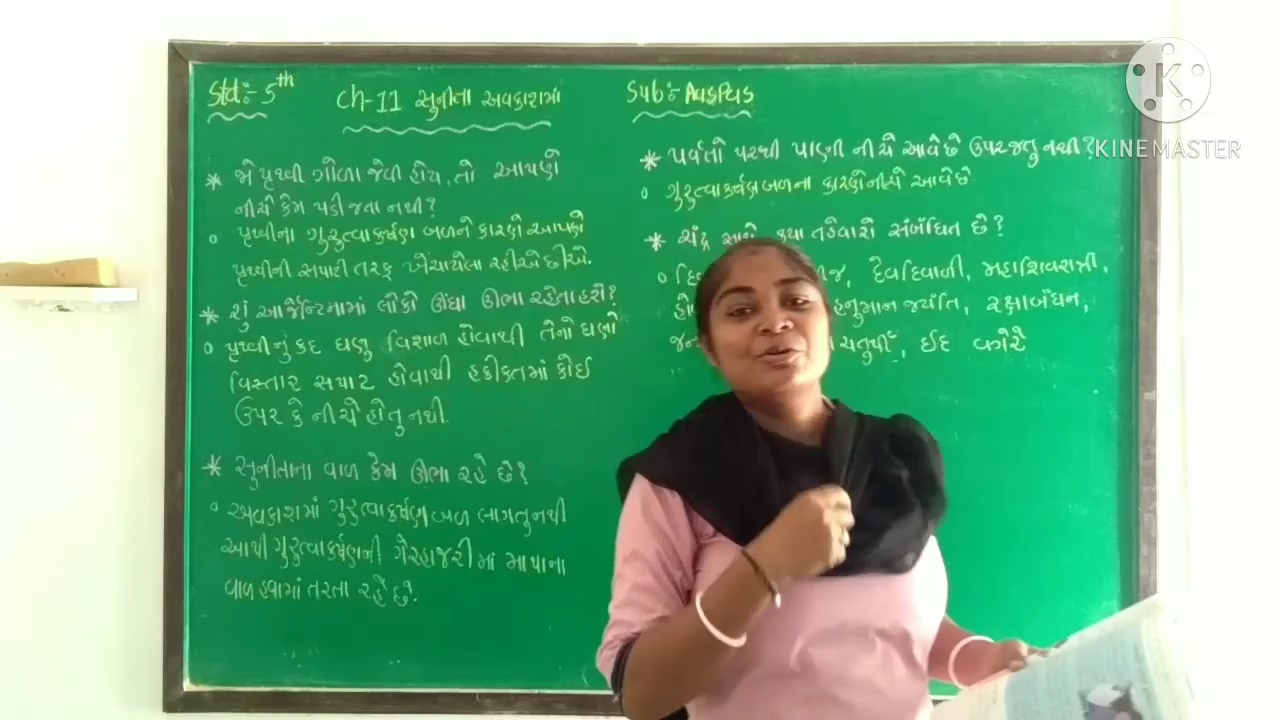 Std:- 5th
Ch-11 સુનીતા અવકાશમાં
Sub:-
* જો પૃથ્વી ગોળા જેવી હોય, તો આપણે
નીચે કેમ પડી જતા નથી?
○ પૃથ્વીના ગુરુત્વાકર્ષણ બળને કારણે આપણે
પૃથ્વીની સપાટી તરફ ખેંચાયેલા રહીએ છીએ.
* શું આર્જેન્ટિનામાં લોકો ઊંઘા ઊભા રહેતા હશે?
○ પૃથ્વીનું કદ ઘણુ વિશાળ હોવાથી તેનો ઘણો
વિસ્તાર સપાટ હોવાથી હકીકતમાં કોઈ
ઉપર કે નીચે હોતુ નથી.
* સુનીતાના વાળ કેમ ઊભા રહે છે?
○ અવકાશમાં ગુરુત્વાકર્ષણ બળ લાગતુ નથી
આથી ગુરુત્વાકર્ષણની ગેરહાજરીમાં માથાના
વાળ હવામાં તરતા રહે છે.
* પર્વતો પરથી પાણી નીચે આવે છે ઉપર જતુ નથી?
○ ગુરુત્વાકર્ષણ બળના કારણે નીચે આવે છે
* ચંદ્ર સાથે ક્યા તહેવારો સંબંધિત છે?
○ દેવદિવાળી, મહાશિવરાત્રી,
હનુમાન જયંતિ, રક્ષાબંધન,
ચતુર્થી, ઈદ વગેરે
K
KINEMASTER